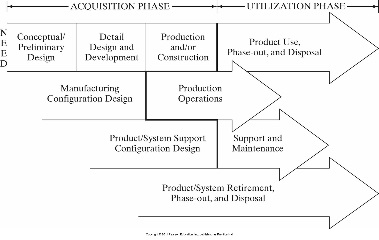 ACQUISITION PHASE
UTILIZATION PHASE
N
E
E
D
Conceptual/
Preliminary
Design
Detail
Design and
Development
Production
and/or
Construction
Product Use,
Phase-out, and Disposal
Manufacturing
Configuration Design
Production
Operations
Product/System Support
Configuration Design
Support and
Maintenance
Product/System Retirement,
Phase-out, and Disposal